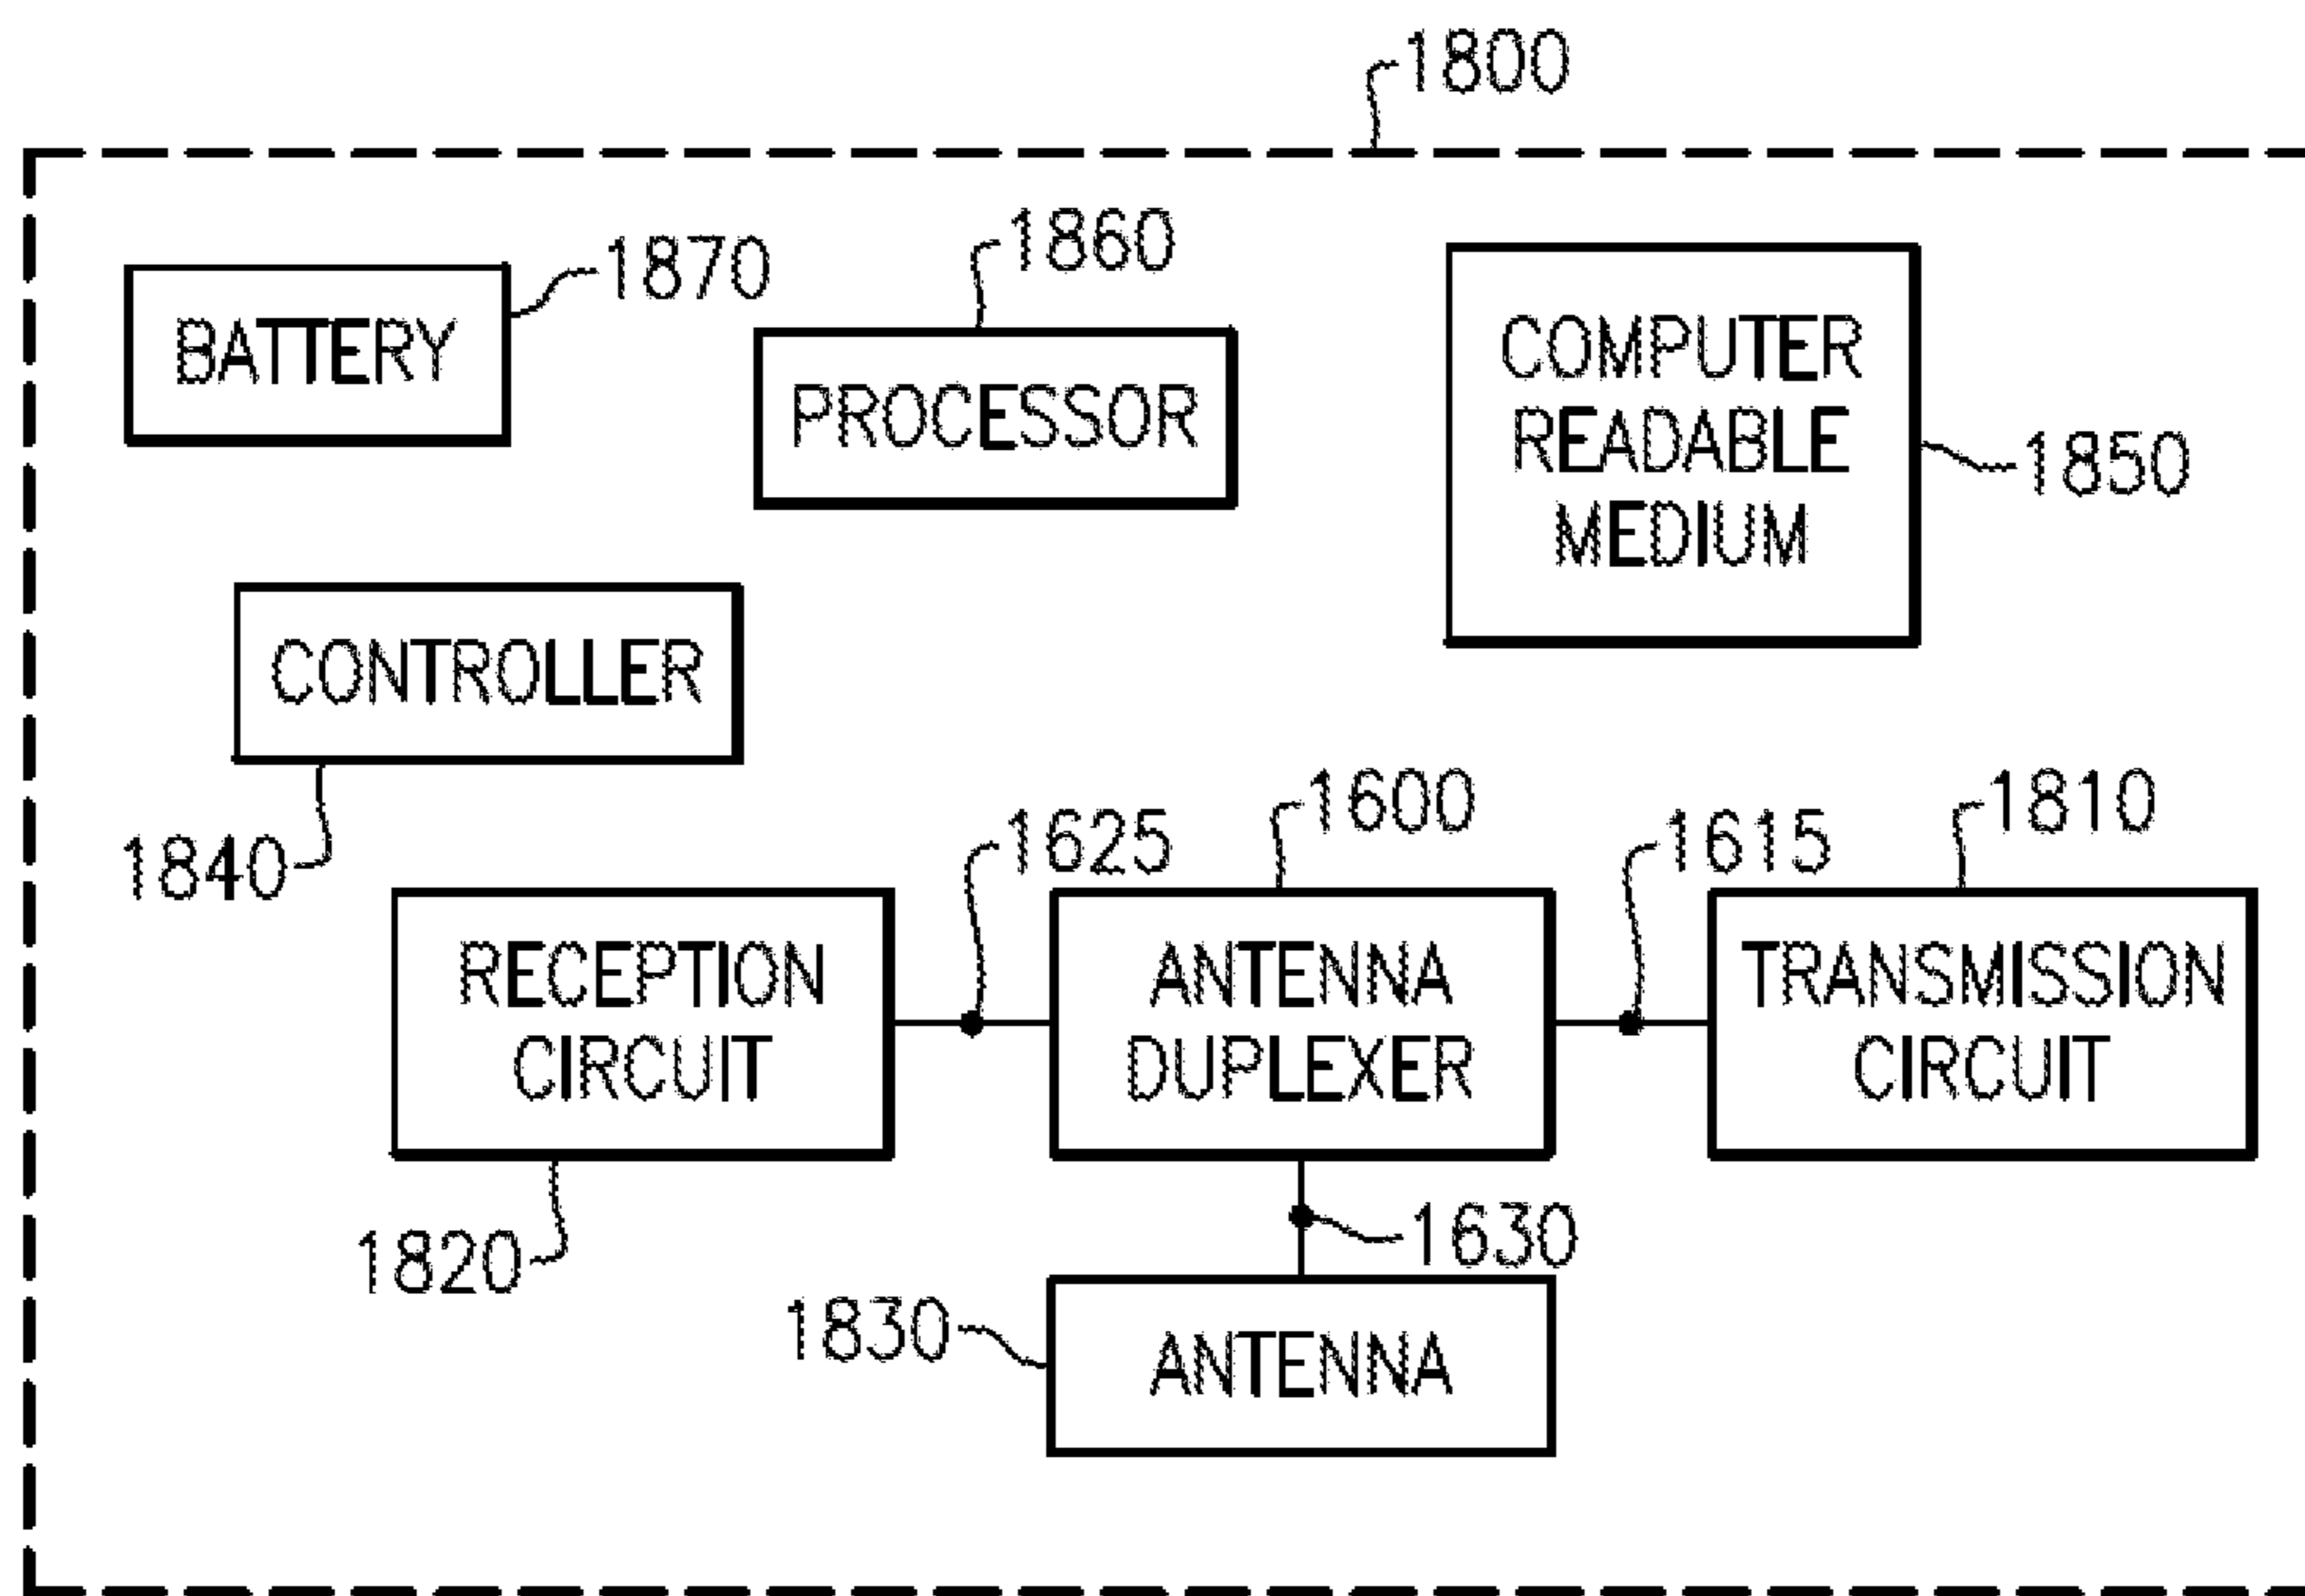 1800
BATTERY
1870
PROCESSOR
1860
COMPUTER
READABLE
MEDIUM
1850
CONTROLLER
1840
RECEPTION
CIRCUIT
1820
1625
ANTENNA
DUPLEXER
1600
1615
TRANSMISSION
CIRCUIT
1810
1630
1830
ANTENNA